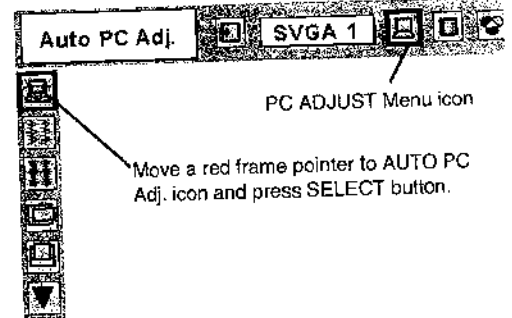 Auto PC Adj.
SVGA 1
PC ADJUST Menu icon
Move a red frame pointer to AUTO PC
Adj. icon and press SELECT button.